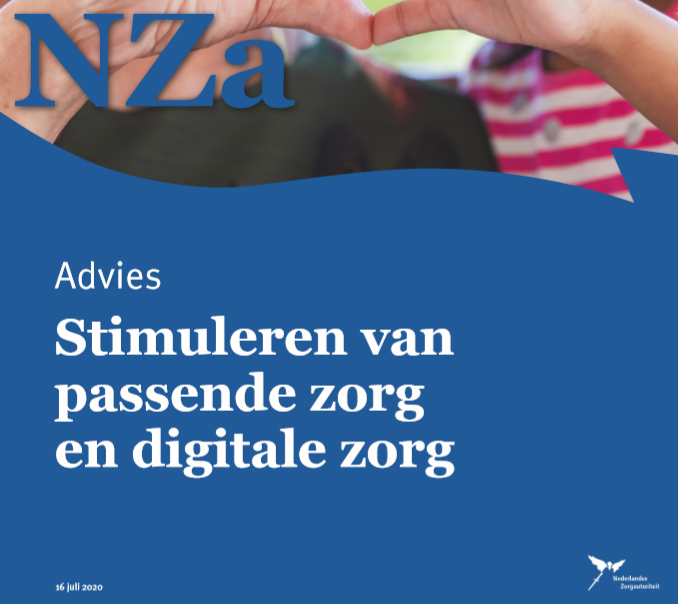 NZa
Advies
Stimuleren van
passende zorg
en digitale zorg
16 juli 2020
Nederlandse
Zorgautoriteit